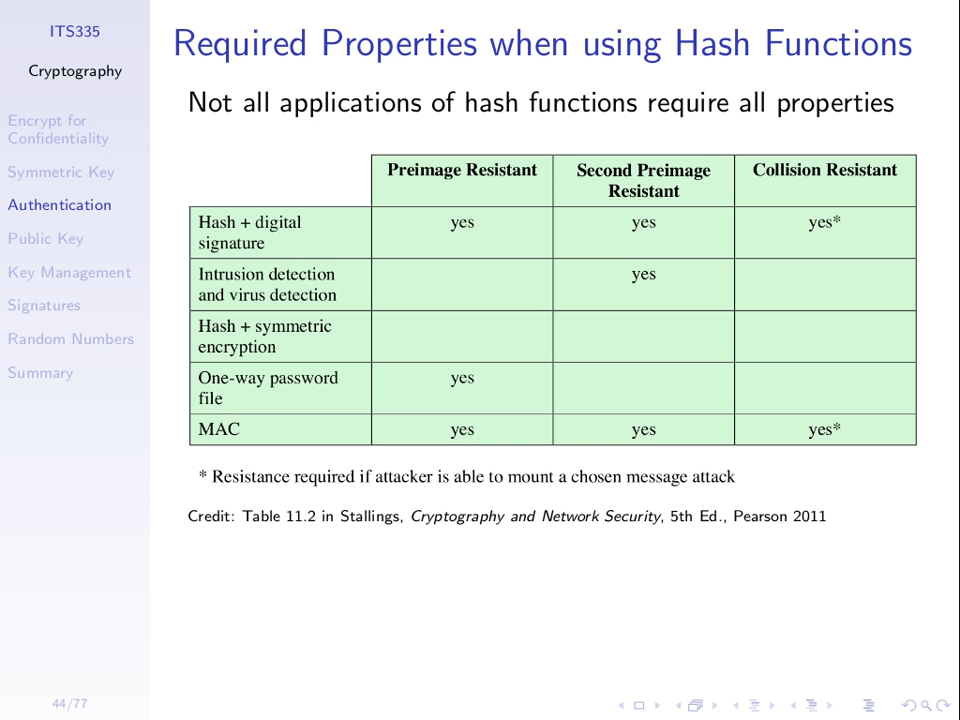 ITS335
Cryptography
Encrypt for
Confidentiality
Symmetric Key
Authentication
Public Key
Key Management
Signatures
Random Numbers
Summary
44/77
Required Properties when using Hash Functions
Not all applications of hash functions require all properties
Preimage Resistant Second Preimage Resistant Collision Resistant
Hash + digital signature yes yes yes*
Intrusion detection and virus detection yes
Hash + symmetric encryption
One-way password file yes
MAC yes yes yes*
* Resistance required if attacker is able to mount a chosen message attack
Credit: Table 11.2 in Stallings, Cryptography and Network Security, 5th Ed., Pearson 2011